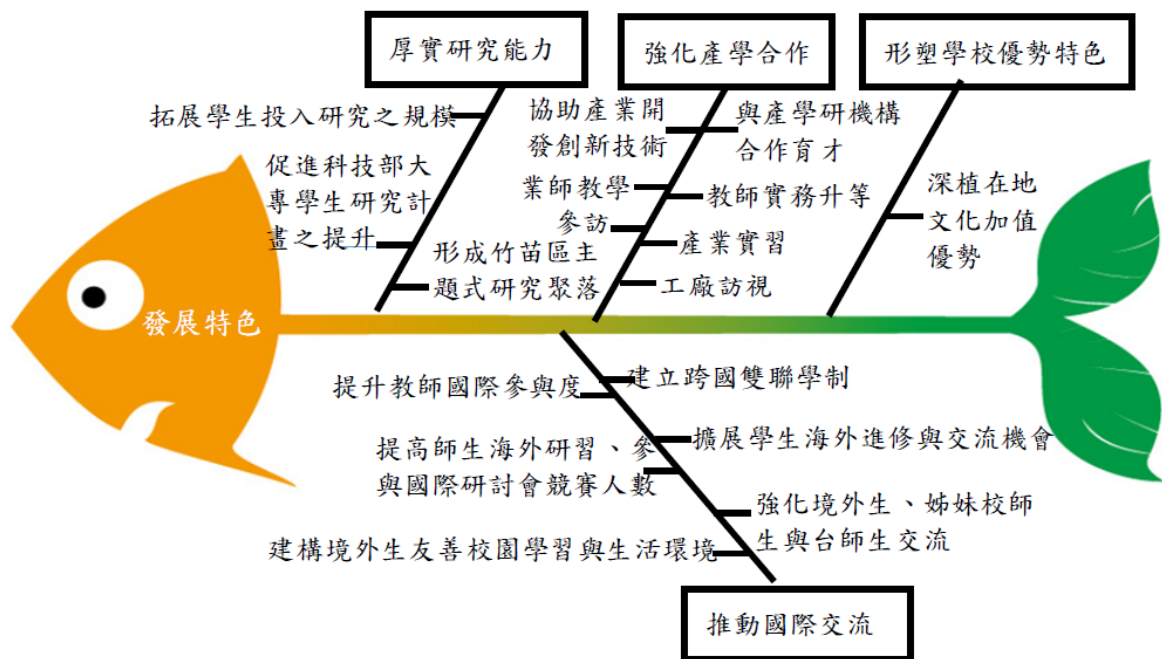 厚實研究能力
強化產學合作
形塑學校優勢特色
拓展學生投入研究之規模
促進科技部大
專學生研究計
畫之提升
形成竹苗區主
題式研究聚落
協助產業開
發創新技術
業師教學
參訪
與產學研機構
合作育才
教師實務升等
產業實習
工廠訪視
深植在地
文化加值
優勢
發展特色
提升教師國際參與度
建立跨國雙聯學制
提高師生海外研習、參
與國際研討會競賽人數
擴展學生海外進修與交流機會
建構境外生友善校園學習與生活環境
強化境外生、姊妹校師
生與台師生交流
推動國際交流